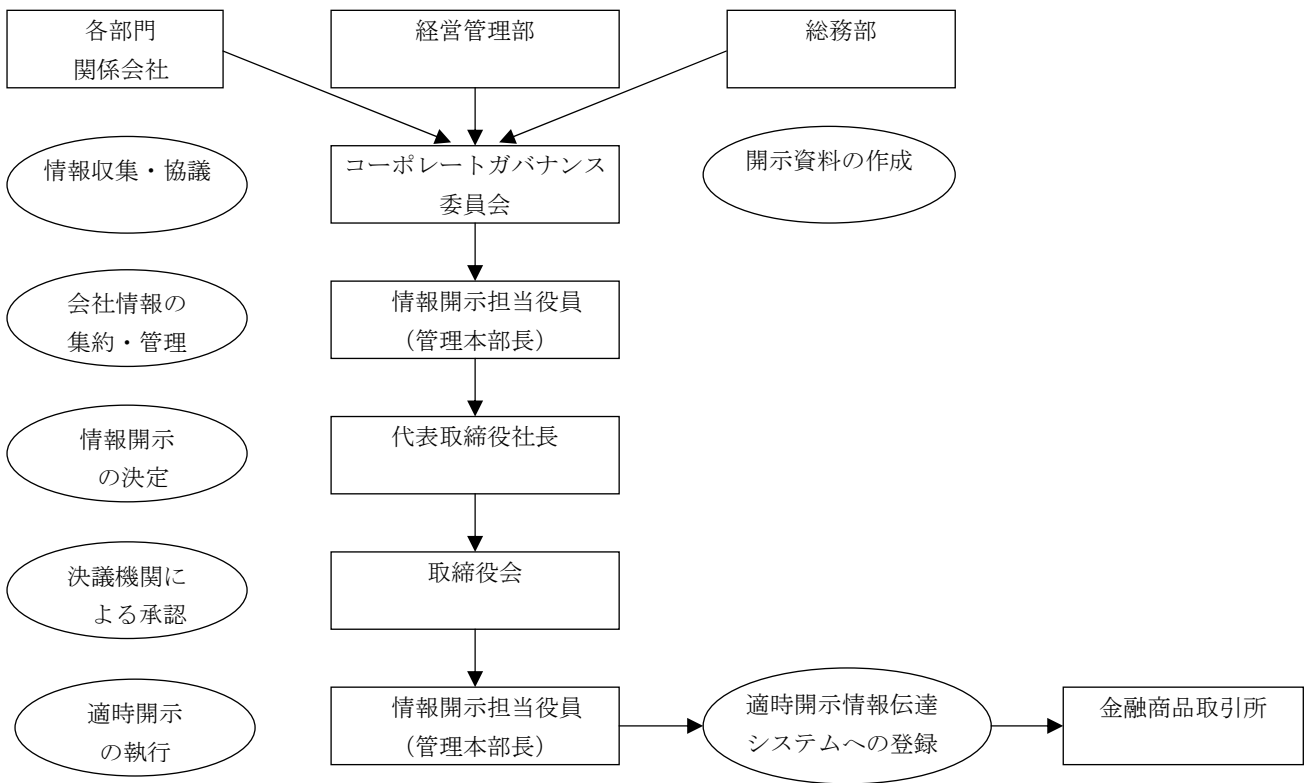 各部門
関係会社
経営管理部
総務部
情報収集・協議
コーポレートガバナンス
委員会
開示資料の作成
会社情報の
集約・管理
情報開示担当役員
（管理本部長）
情報開示
の決定
代表取締役社長
決議機関に
よる承認
取締役会
適時開示
の執行
情報開示担当役員
（管理本部長）
適時開示情報伝達
システムへの登録
金融商品取引所